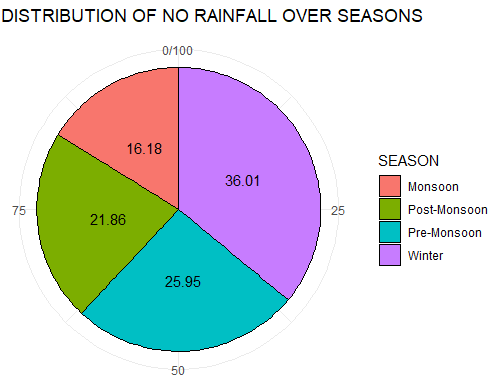 DISTRIBUTION OF NO RAINFALL OVER SEASONS
0/100
16.18
36.01
75
21.86
25
25.95
50
SEASON
Monsoon
Post-Monsoon
Pre-Monsoon
Winter